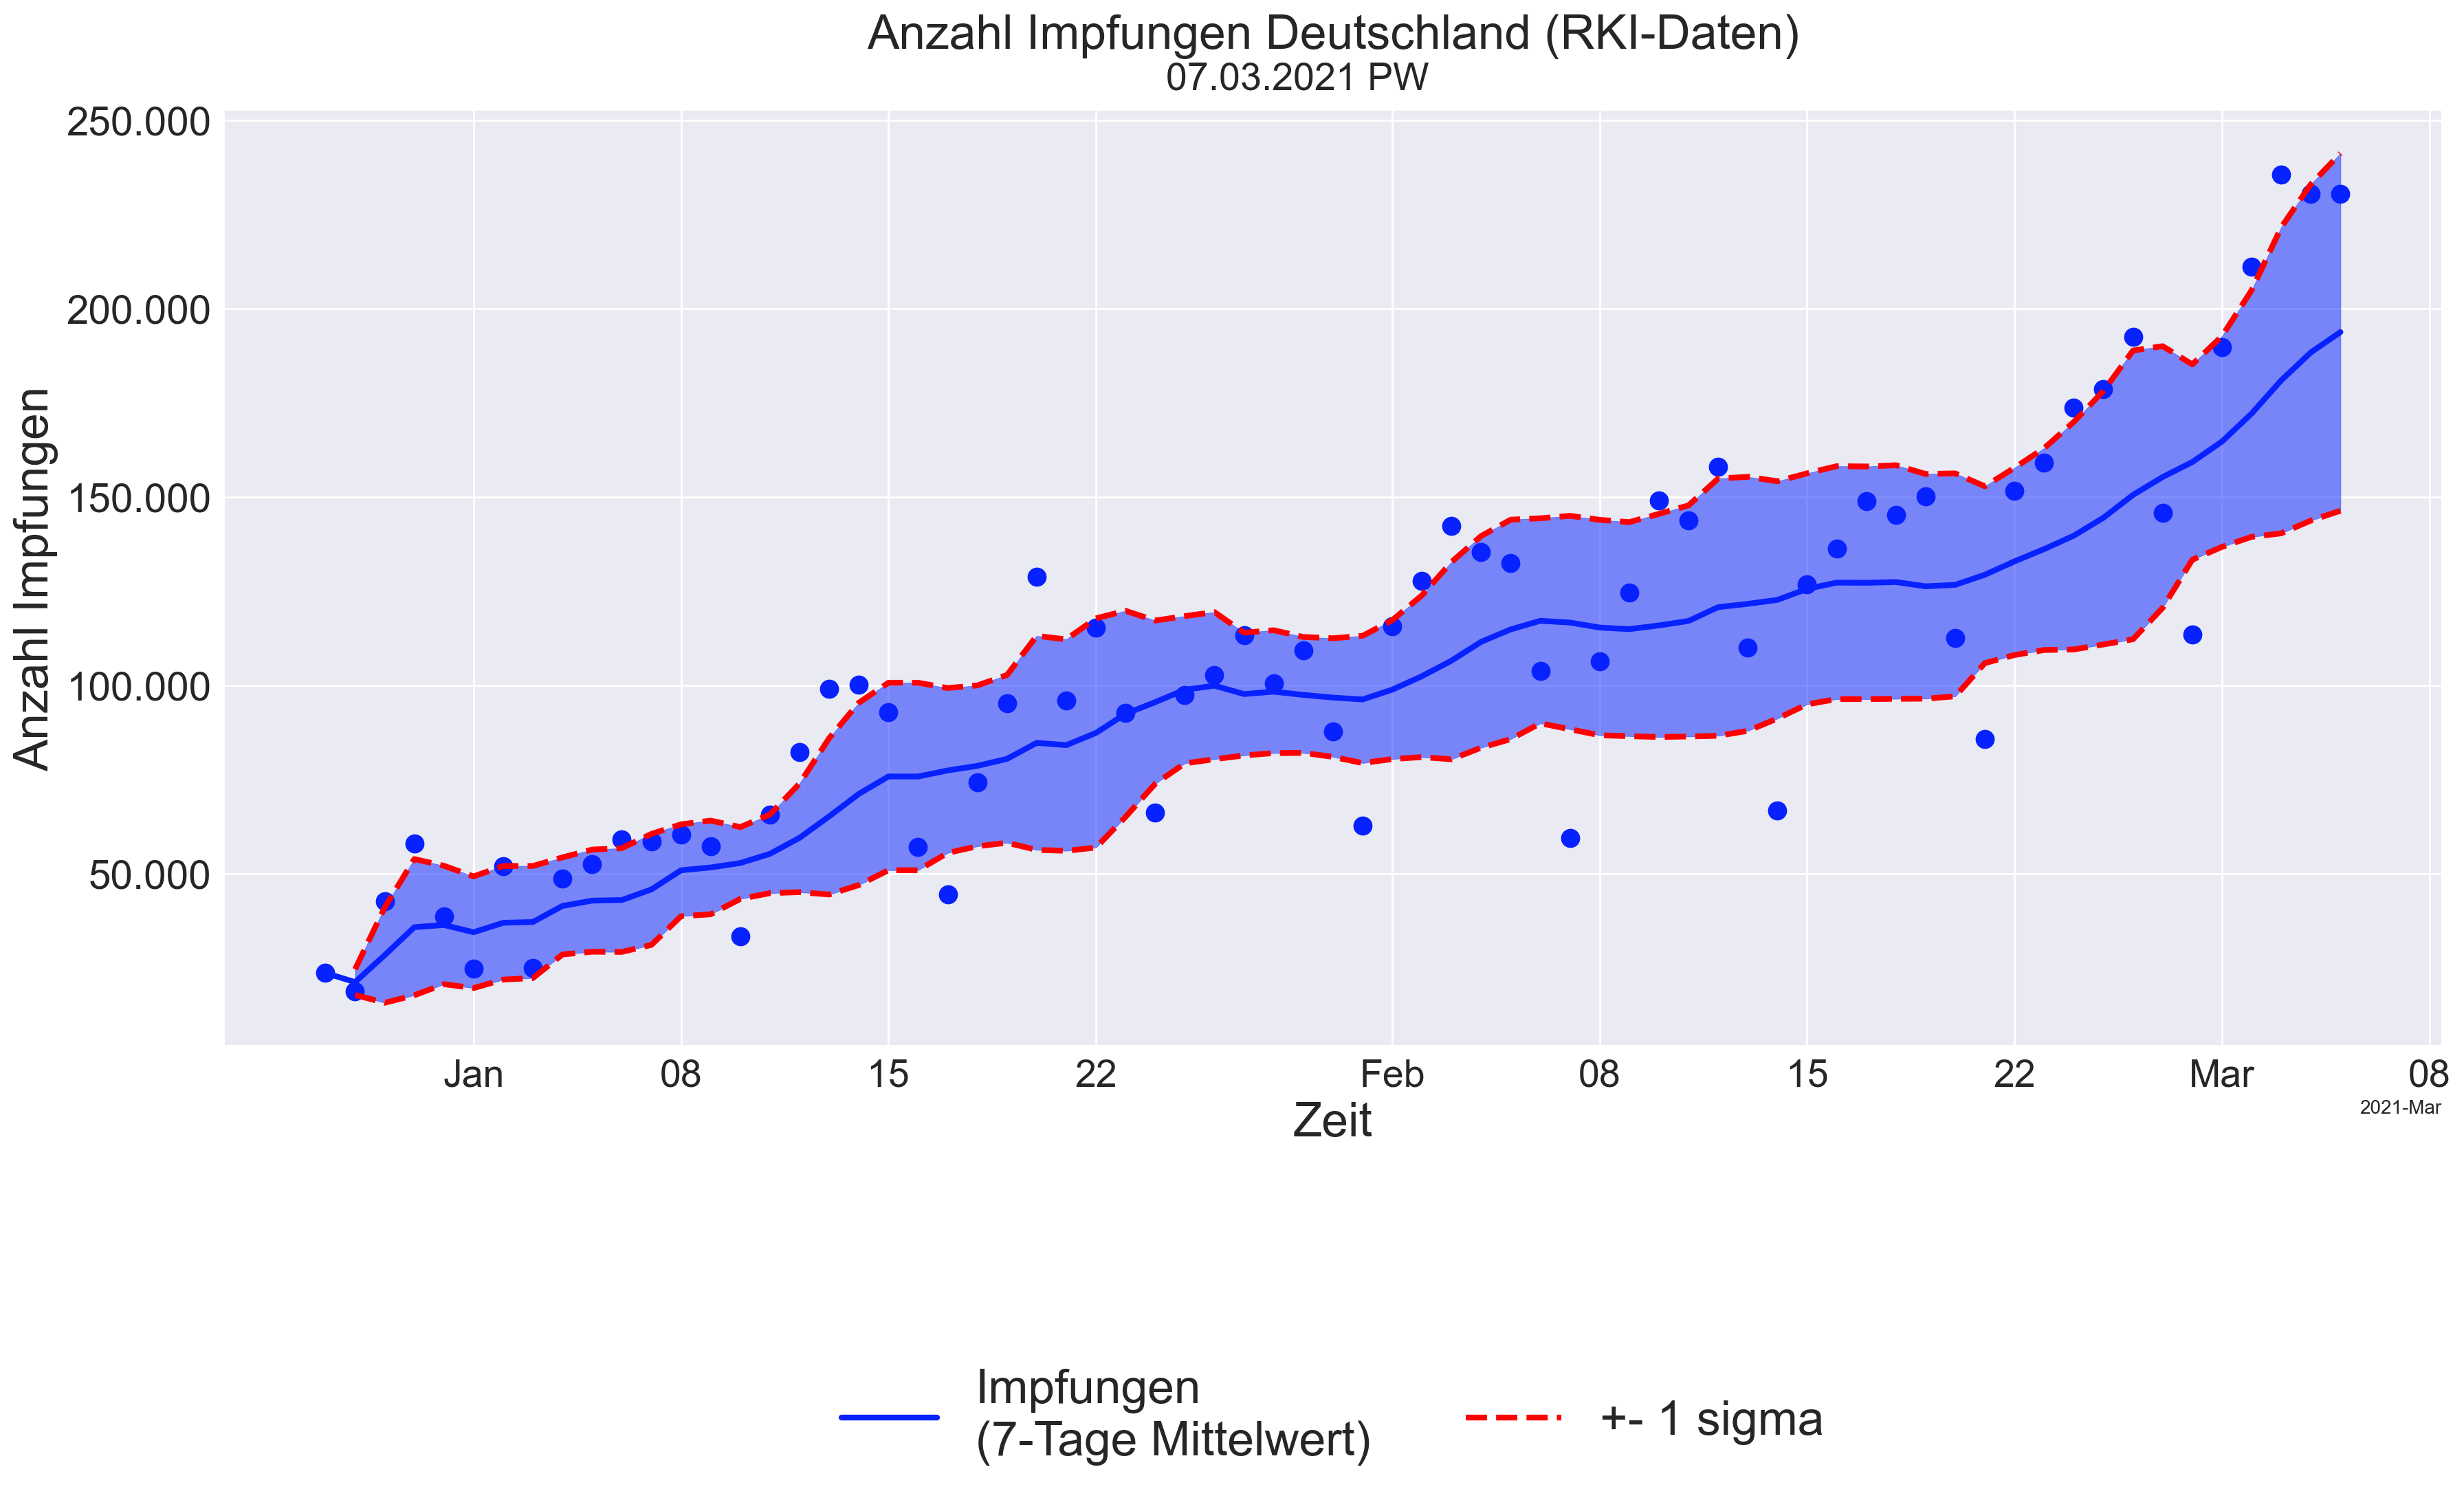 Anzahl Impfungen Deutschland (RKI-Daten)
07.03.2021 PW
Anzahl Impfungen
250.000
200.000
150.000
100.000
50.000
Jan 08 15 22 Feb 08 15 22 Mar 08
2021-Mar
Zeit
Impfungen
(7-Tage Mittelwert)
+- 1 sigma